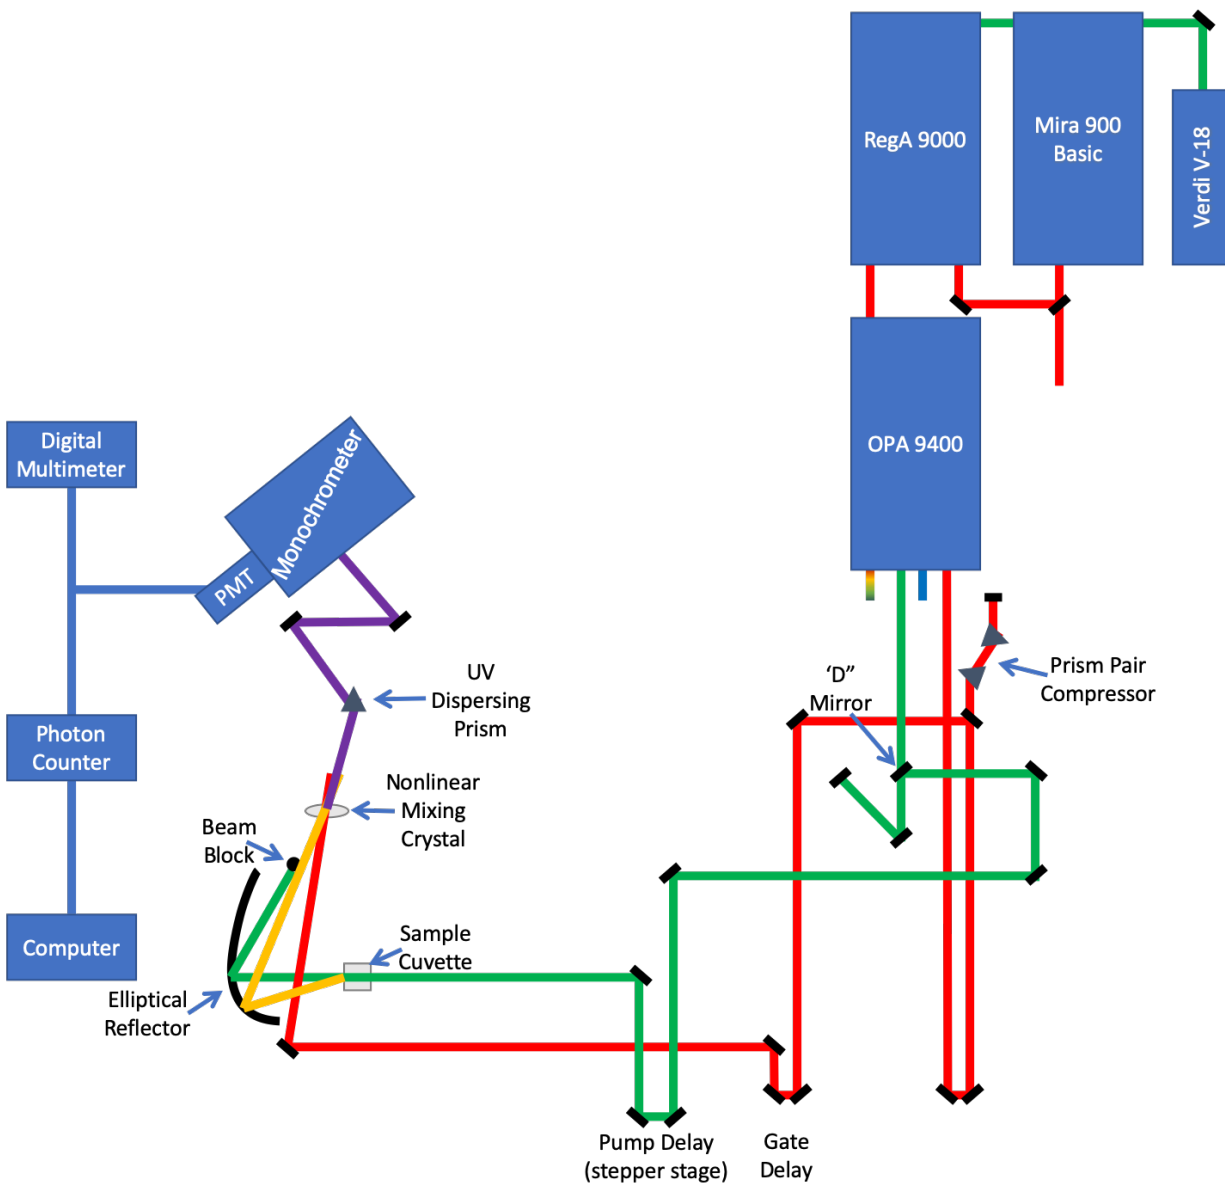 RegA 9000
Mira 900
Basic
Verdi V-18
OPA 9400
Digital
Multimeter
Monochrometer
PMT
UV
Dispersing
Prism
‘D”
Mirror
Prism Pair
Compressor
Photon
Counter
Nonlinear
Mixing
Crystal
Beam
Block
Computer
Sample
Cuvette
Elliptical
Reflector
Pump Delay
(stepper stage)
Gate
Delay